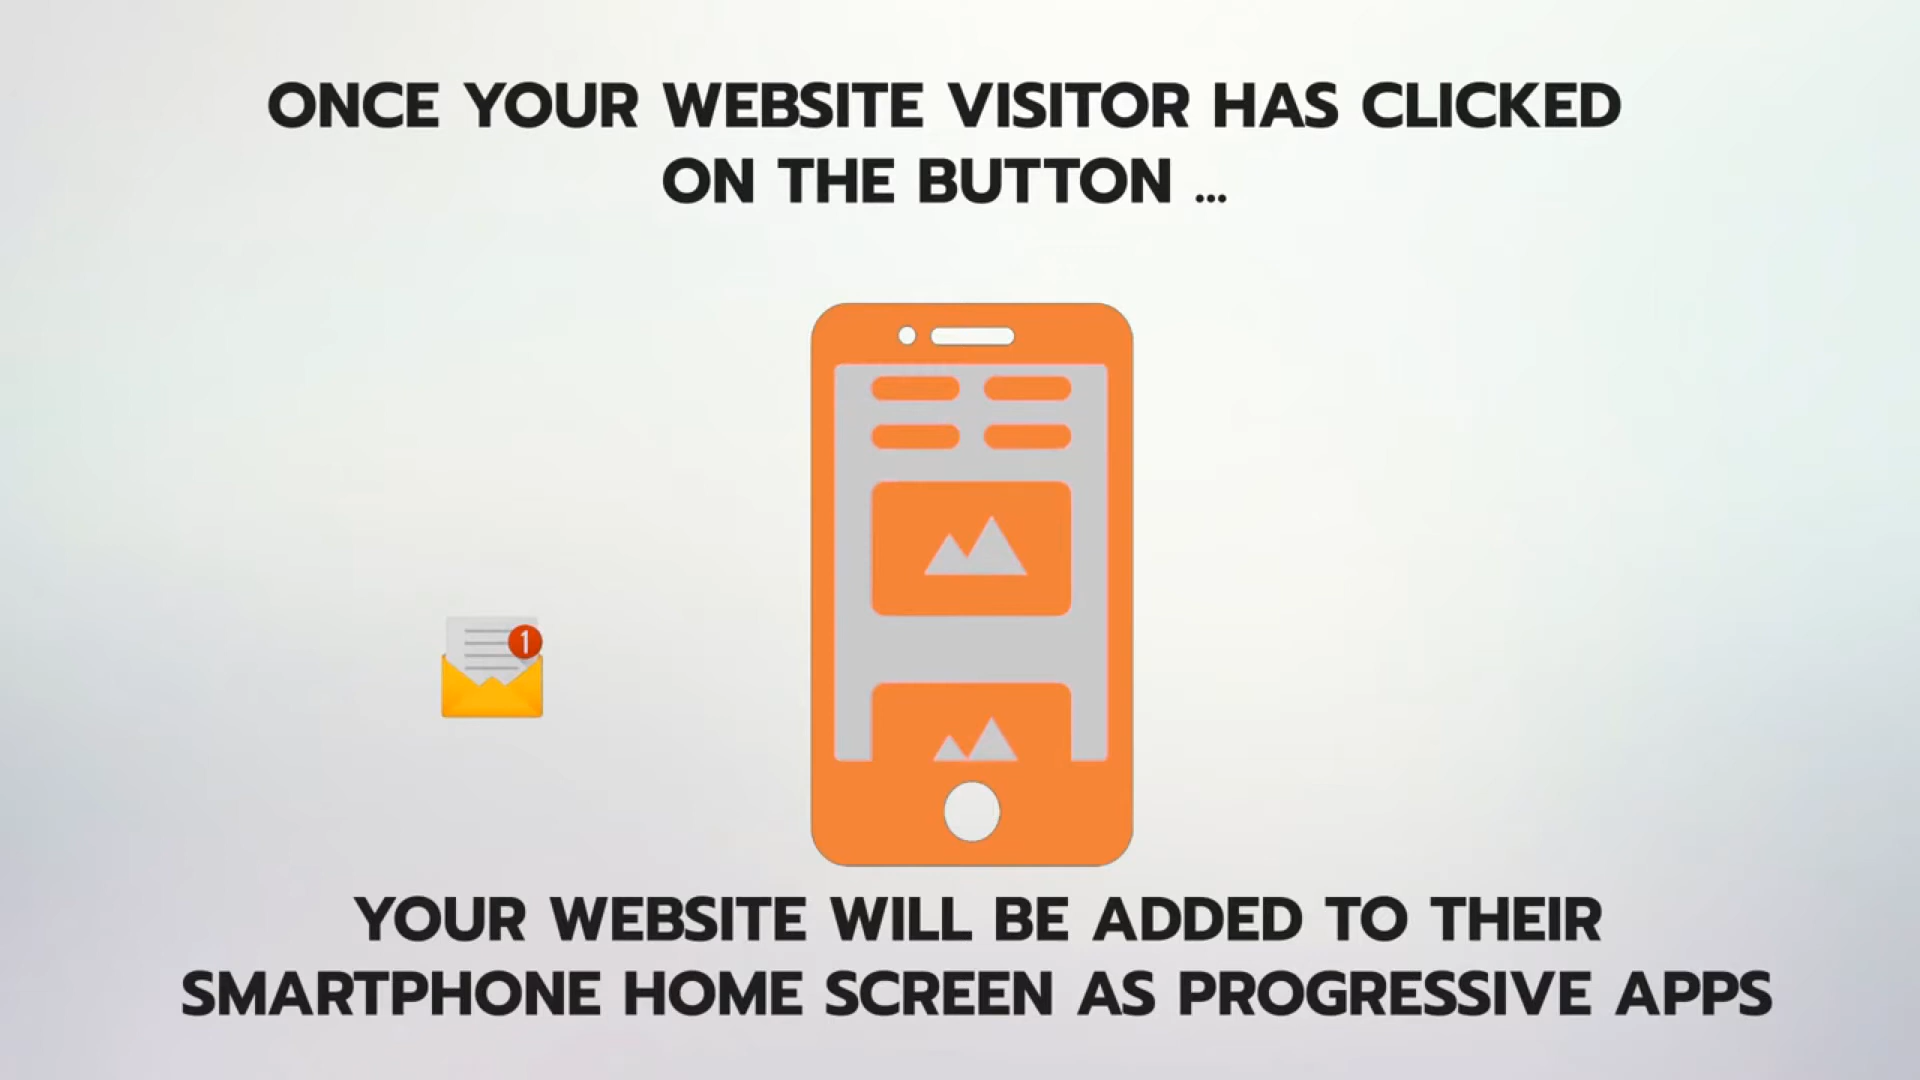 ONCE YOUR WEBSITE VISITOR HAS CLICKED
ON THE BUTTON ...
1
YOUR WEBSITE WILL BE ADDED TO THEIR
SMARTPHONE HOME SCREEN AS PROGRESSIVE APPS